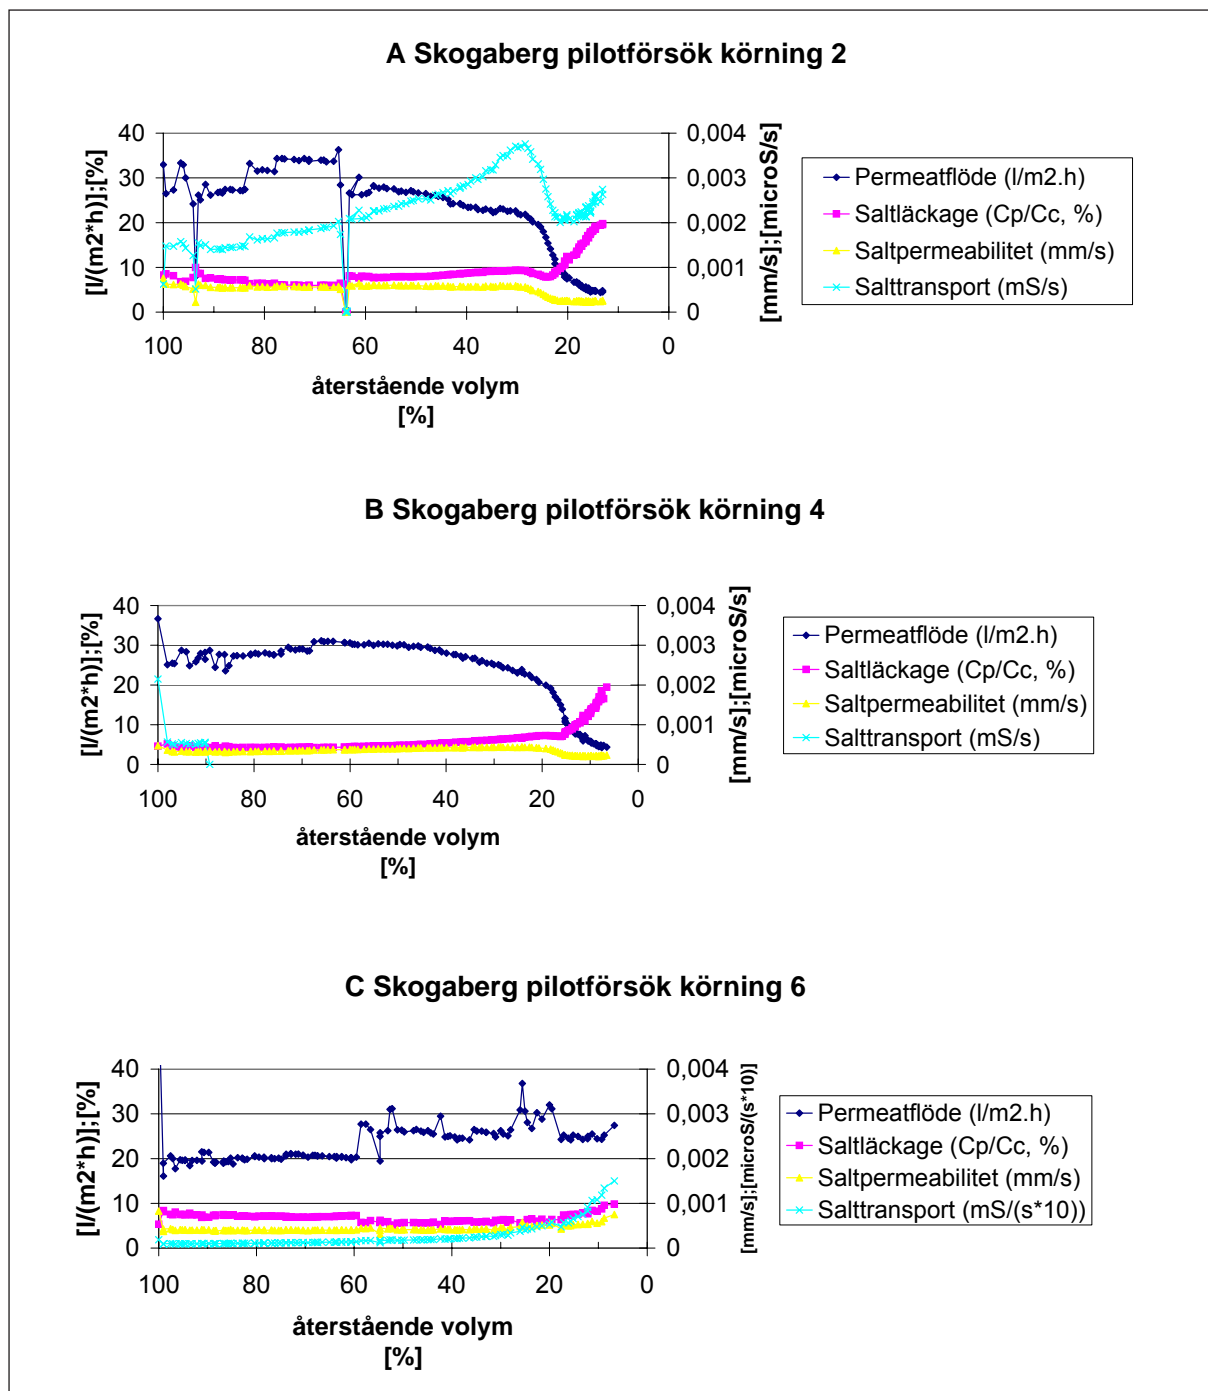 A Skogaberg pilotförsök körning 2
[l/(m2*h)];[%]
40
30
20
10
0
0,004
0,003
0,002
0,001
0
[mm/s];[microS/s]
100 80 60 40 20 0
återstående volym
[%]
Permeatflöde (l/m2.h)
Saltläckage (Cp/Cc, %)
Saltpermeabilitet (mm/s)
Salttransport (mS/s)
B Skogaberg pilotförsök körning 4
[l/(m2*h)];[%]
40
30
20
10
0
0,004
0,003
0,002
0,001
0
[mm/s];[microS/s]
100 80 60 40 20 0
återstående volym
[%]
Permeatflöde (l/m2.h)
Saltläckage (Cp/Cc, %)
Saltpermeabilitet (mm/s)
Salttransport (mS/s)
C Skogaberg pilotförsök körning 6
[l/(m2*h)];[%]
40
30
20
10
0
0,004
0,003
0,002
0,001
0
[mm/s];[microS/(s*10)]
100 80 60 40 20 0
återstående volym
[%]
Permeatflöde (l/m2.h)
Saltläckage (Cp/Cc, %)
Saltpermeabilitet (mm/s)
Salttransport (mS/(s*10))